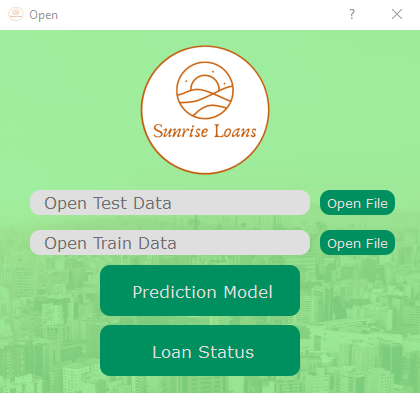 Open
?
Sunrise Loans
Open Test Data
Open File
Open Train Data
Open File
Prediction Model
Loan Status